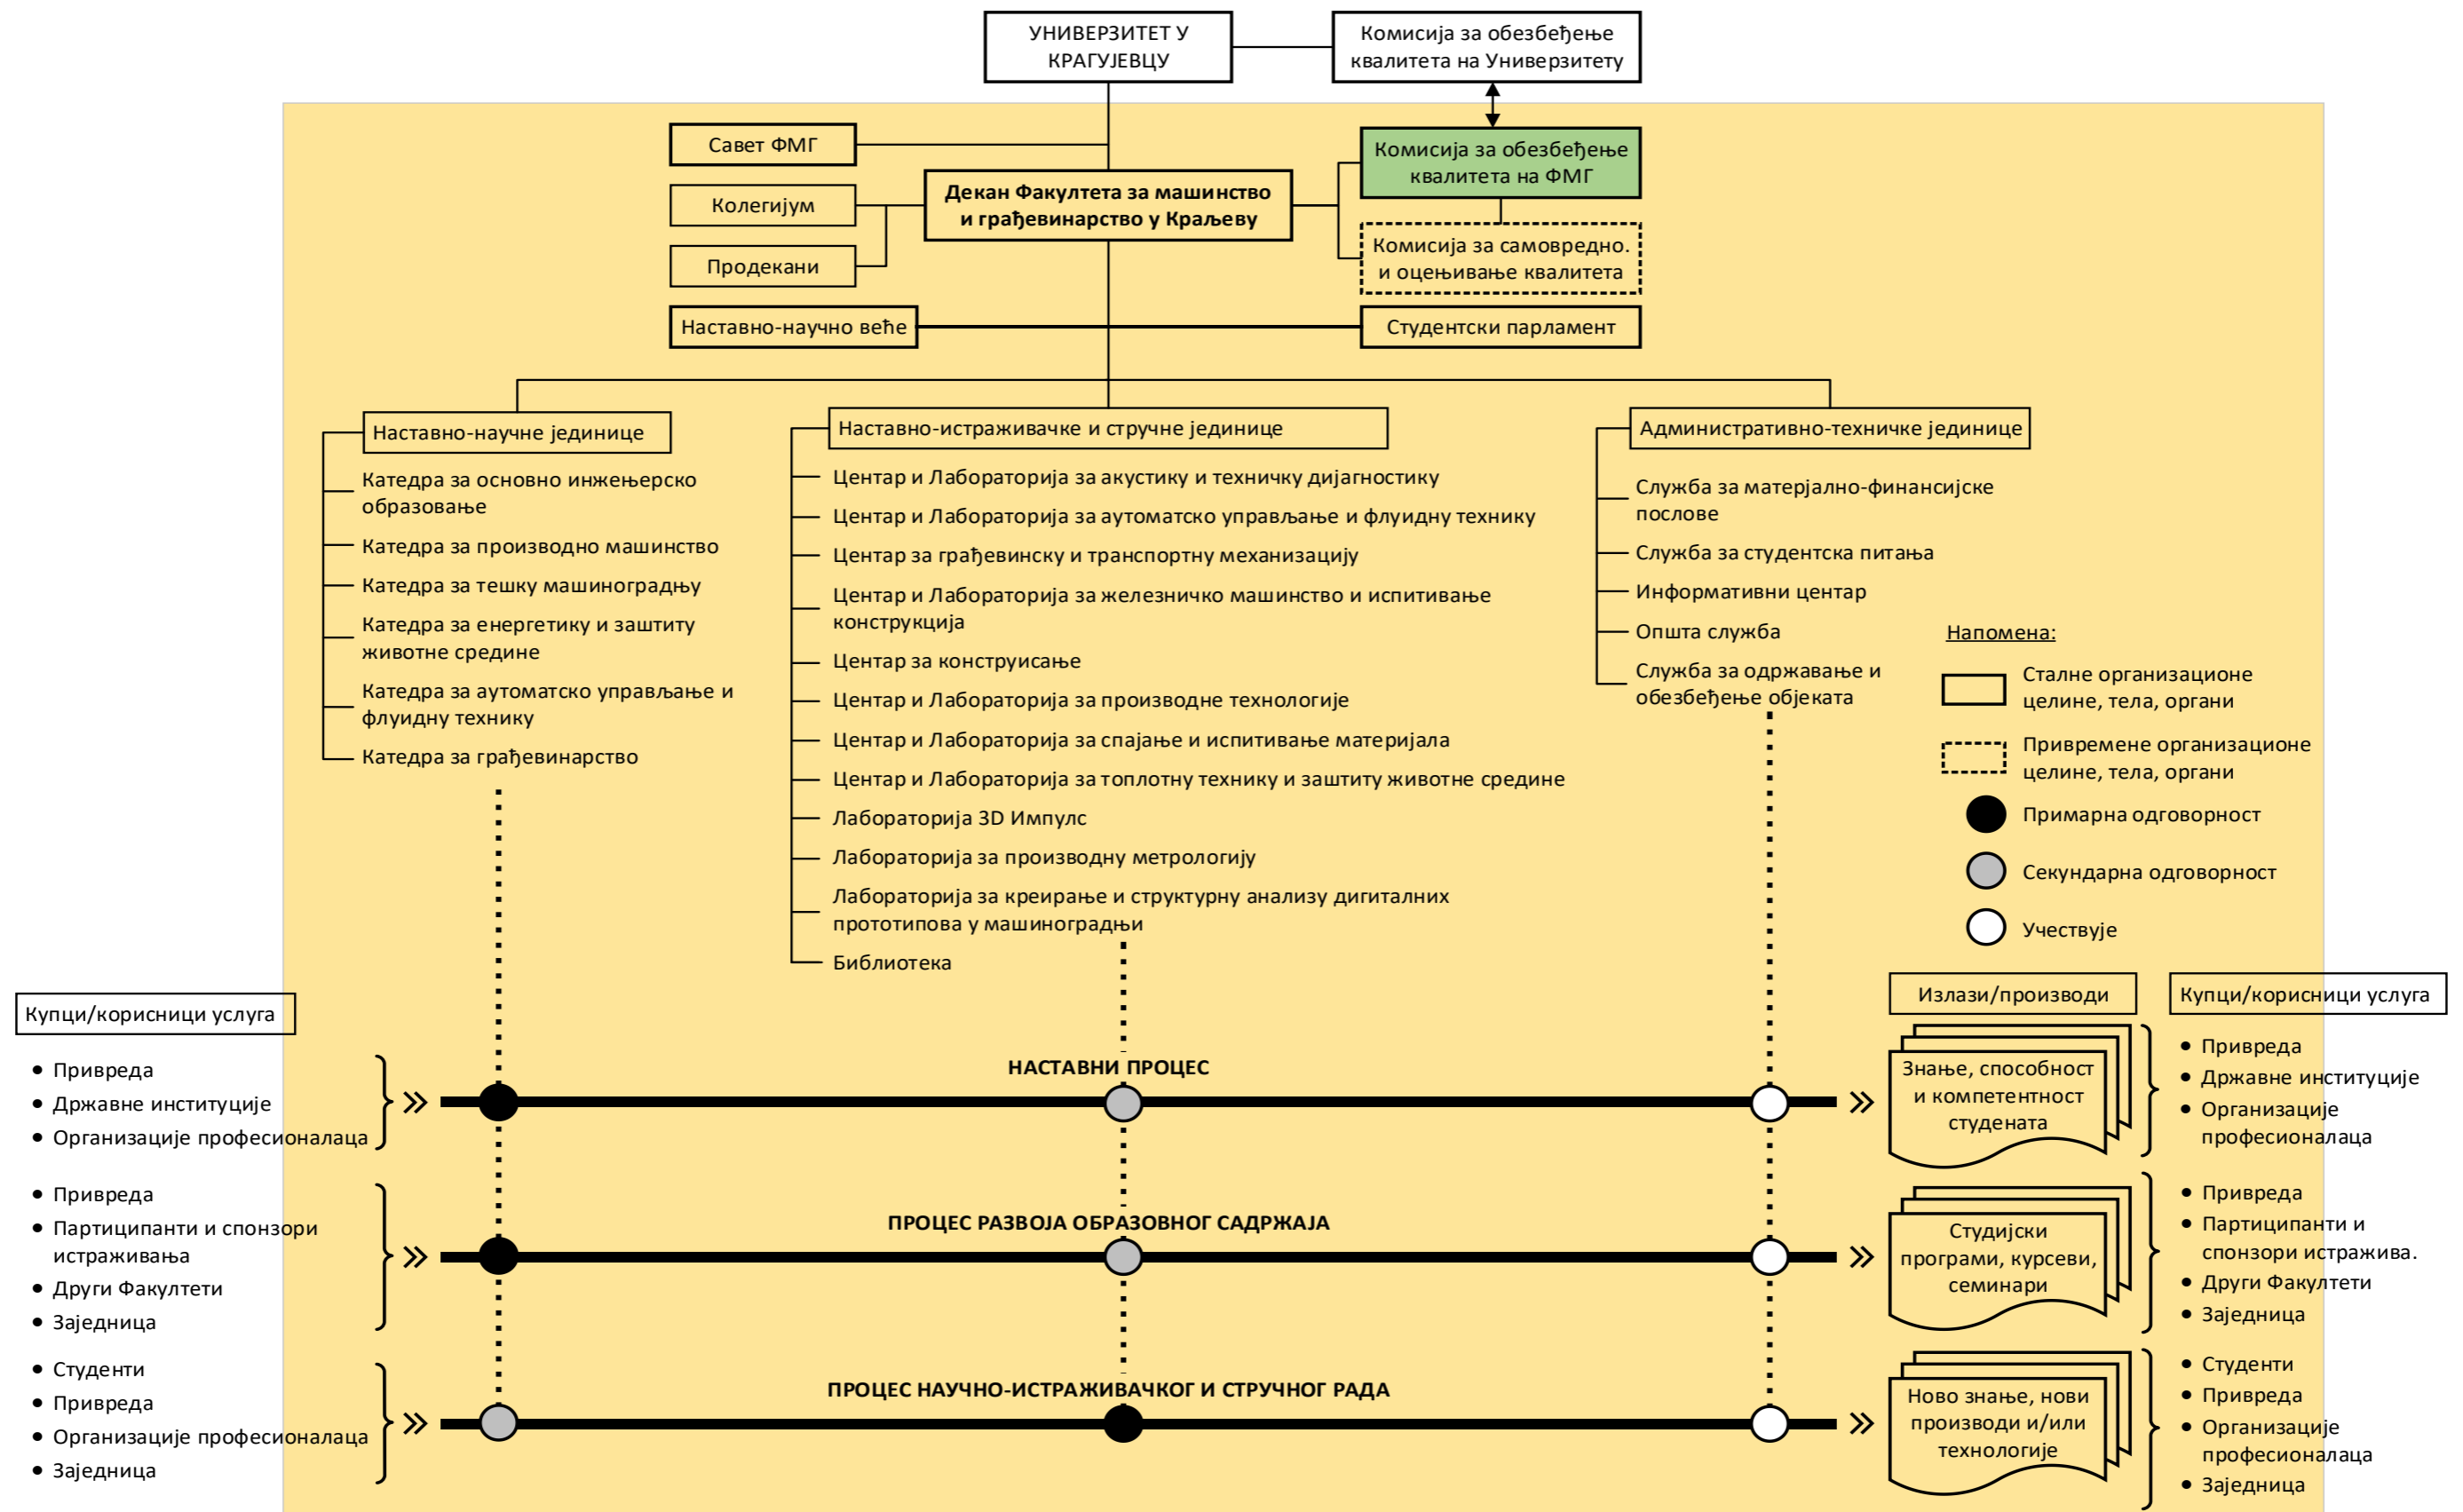 УНИВЕРЗИТЕТ У
КРАГУЈЕВЦУ
Комисија за обезбеђење
квалитета на Универзитету
Савет ФМГ
Комисија за обезбеђење
квалитета на ФМГ
Декан Факултета за машинство
и грађевинарство у Краљеву
Колегијум
Продекани
Комисија за самовредно.
и оцењивање квалитета
Наставно-научно веће
Студентски парламент
Наставно-научне јединице
Катедра за основно инжењерско
образовање
Катедра за производно машинство
Катедра за тешку машиноградњу
Катедра за енергетику и заштиту
животне средине
Катедра за аутоматско управљање и
флуидну технику
Катедра за грађевинарство
Наставно-истраживачке и стручне јединице
Центар и Лабораторија за акустику и техничку дијагностику
Центар и Лабораторија за аутоматско управљање и флуидну технику
Центар за грађевинску и транспортну механизацију
Центар и Лабораторија за железничко машинство и испитивање
конструкција
Центар за конструисање
Центар и Лабораторија за производне технологије
Центар и Лабораторија за спајање и испитивање материјала
Центар и Лабораторија за топлотну технику и заштиту животне средине
Лабораторија 3D Импулс
Лабораторија за производну метрологију
Лабораторија за креирање и структурну анализу дигиталних
прототипова у машиноградњи
Библиотека
Административно-техничке јединице
Служба за матерјално-финансијске
послове
Служба за студентска питања
Информативни центар
Општа служба
Служба за одржавање и
обезбеђење објеката
Напомена:
Сталне организационе
целине, тела, органи
Привремене организационе
целине, тела, органи
Примарна одговорност
Секундарна одговорност
Учествује
Купци/корисници услуга
Излази/производи
Купци/корисници услуга
• Привреда
• Државне институције
• Организације професионалаца
НАСТАВНИ ПРОЦЕС
Знање, способност
и компетентност
студената
• Привреда
• Државне институције
• Организације
професионалаца
• Привреда
• Партиципанти и спонзори
истраживања
• Други Факултети
• Заједница
ПРОЦЕС РАЗВОЈА ОБРАЗОВНОГ САДРЖАЈА
Студијски
програми, курсеви,
семинари
• Привреда
• Партиципанти и
спонзори истражива.
• Други Факултети
• Заједница
• Студенти
• Привреда
• Организације професионалаца
• Заједница
ПРОЦЕС НАУЧНО-ИСТРАЖИВАЧКОГ И СТРУЧНОГ РАДА
Ново знање, нови
производи и/или
технологије
• Студенти
• Привреда
• Организације
професионалаца
• Заједница